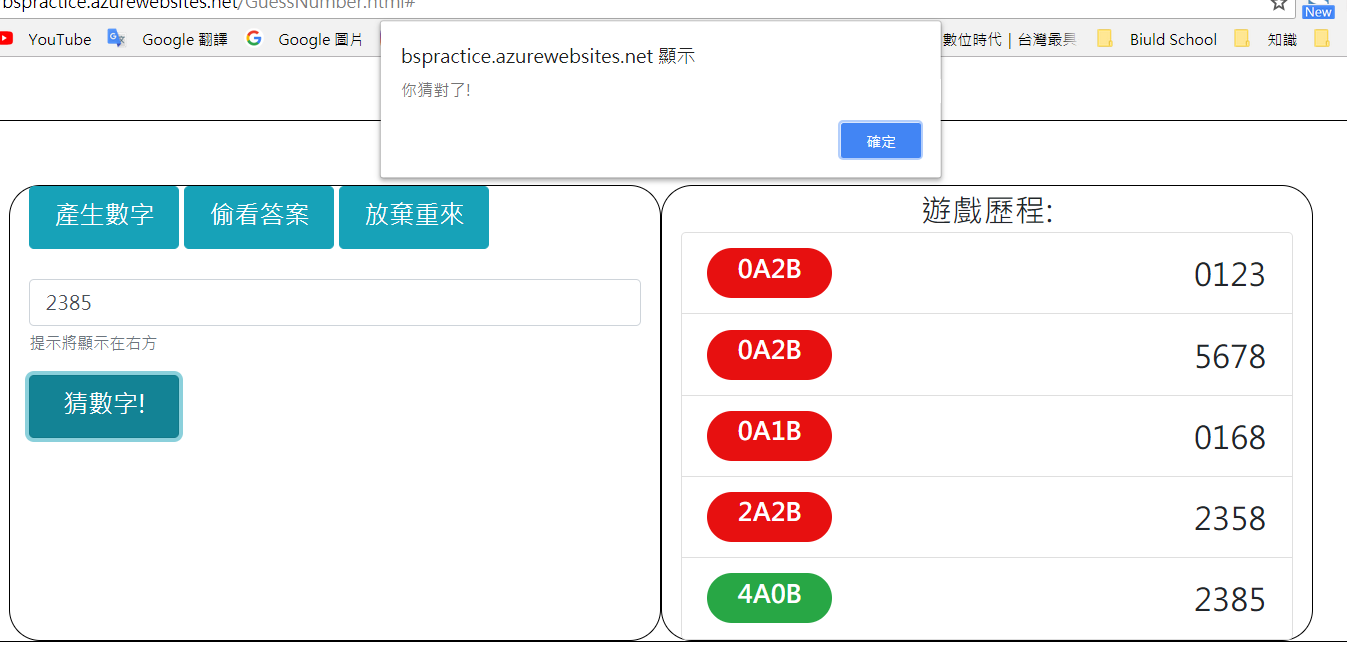 bspractice.azurewebsites.net/GuessNumber.html#
New
YouTube Google 翻譯 Google 圖片 數位時代 | 台灣最具 Biuld School 知識
bspractice.azurewebsites.net 顯示
你猜對了!
確定
產生數字 偷看答案 放棄重來
2385
提示將顯示在右方
猜數字!
遊戲歷程:
0A2B 0123
0A2B 5678
0A1B 0168
2A2B 2358
4A0B 2385